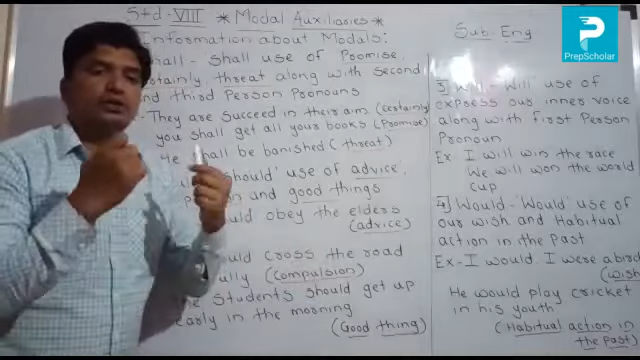 Std - VIII * Modal Auxiliaries *
Sub. Eng
PrepScholar
Information about Modals:
Shall - Shall use of Promise,
certainly, threat along with second
and third Person Pronouns
- They are succeed in their aim (certainly
you shall get all your books (Promise)
He shall be banished (threat)
'should' use of advice,
and good things
should obey the elders
(advice)
should cross the road
(compulsion)
The Students should get up
early in the morning
(Good thing)
3] Will - 'Will' use of
express our inner voice
along with first Person
Pronoun
Ex. I will win the race
We will won the world
cup
4] Would - 'Would' use of
our wish and Habitual
action in the Past
Ex - I would. I were a bird
(wish)
He would play cricket
in his youth
(Habitual action in
the past)